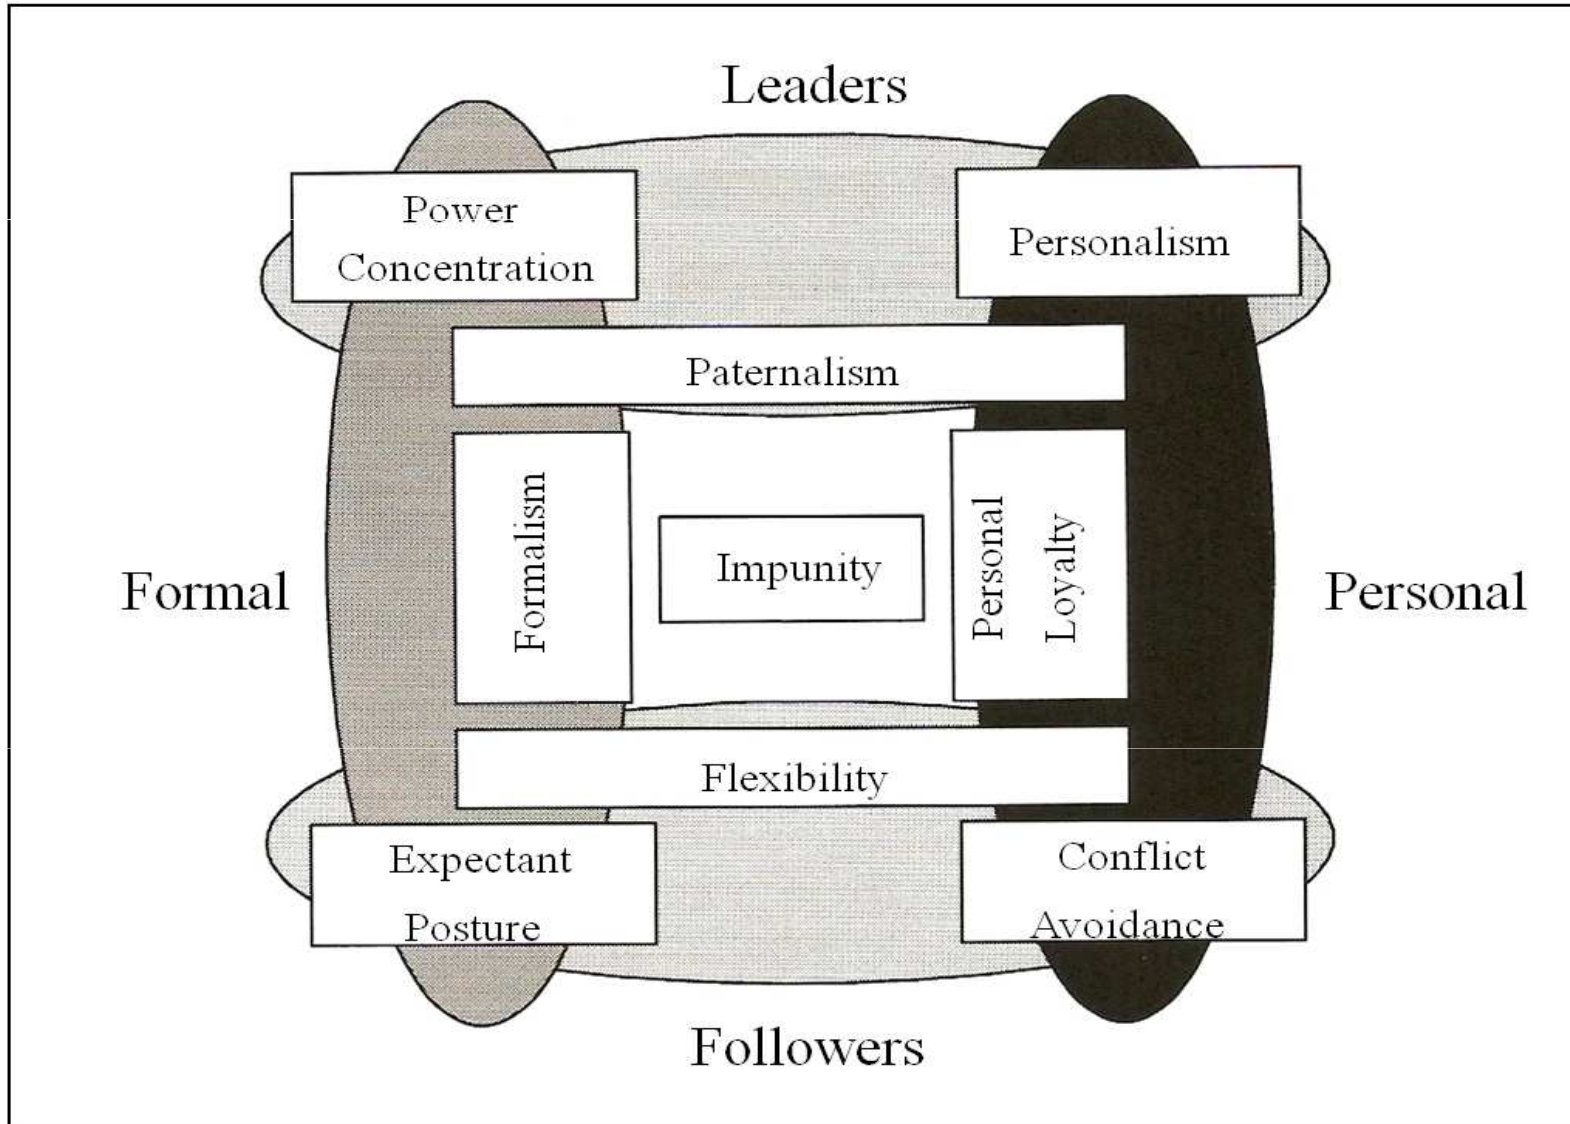 Leaders
Power
Concentration
Personalism
Paternalism
Formal
Formalism
Impunity
Personal
Loyalty
Personal
Flexibility
Expectant
Posture
Conflict
Avoidance
Followers